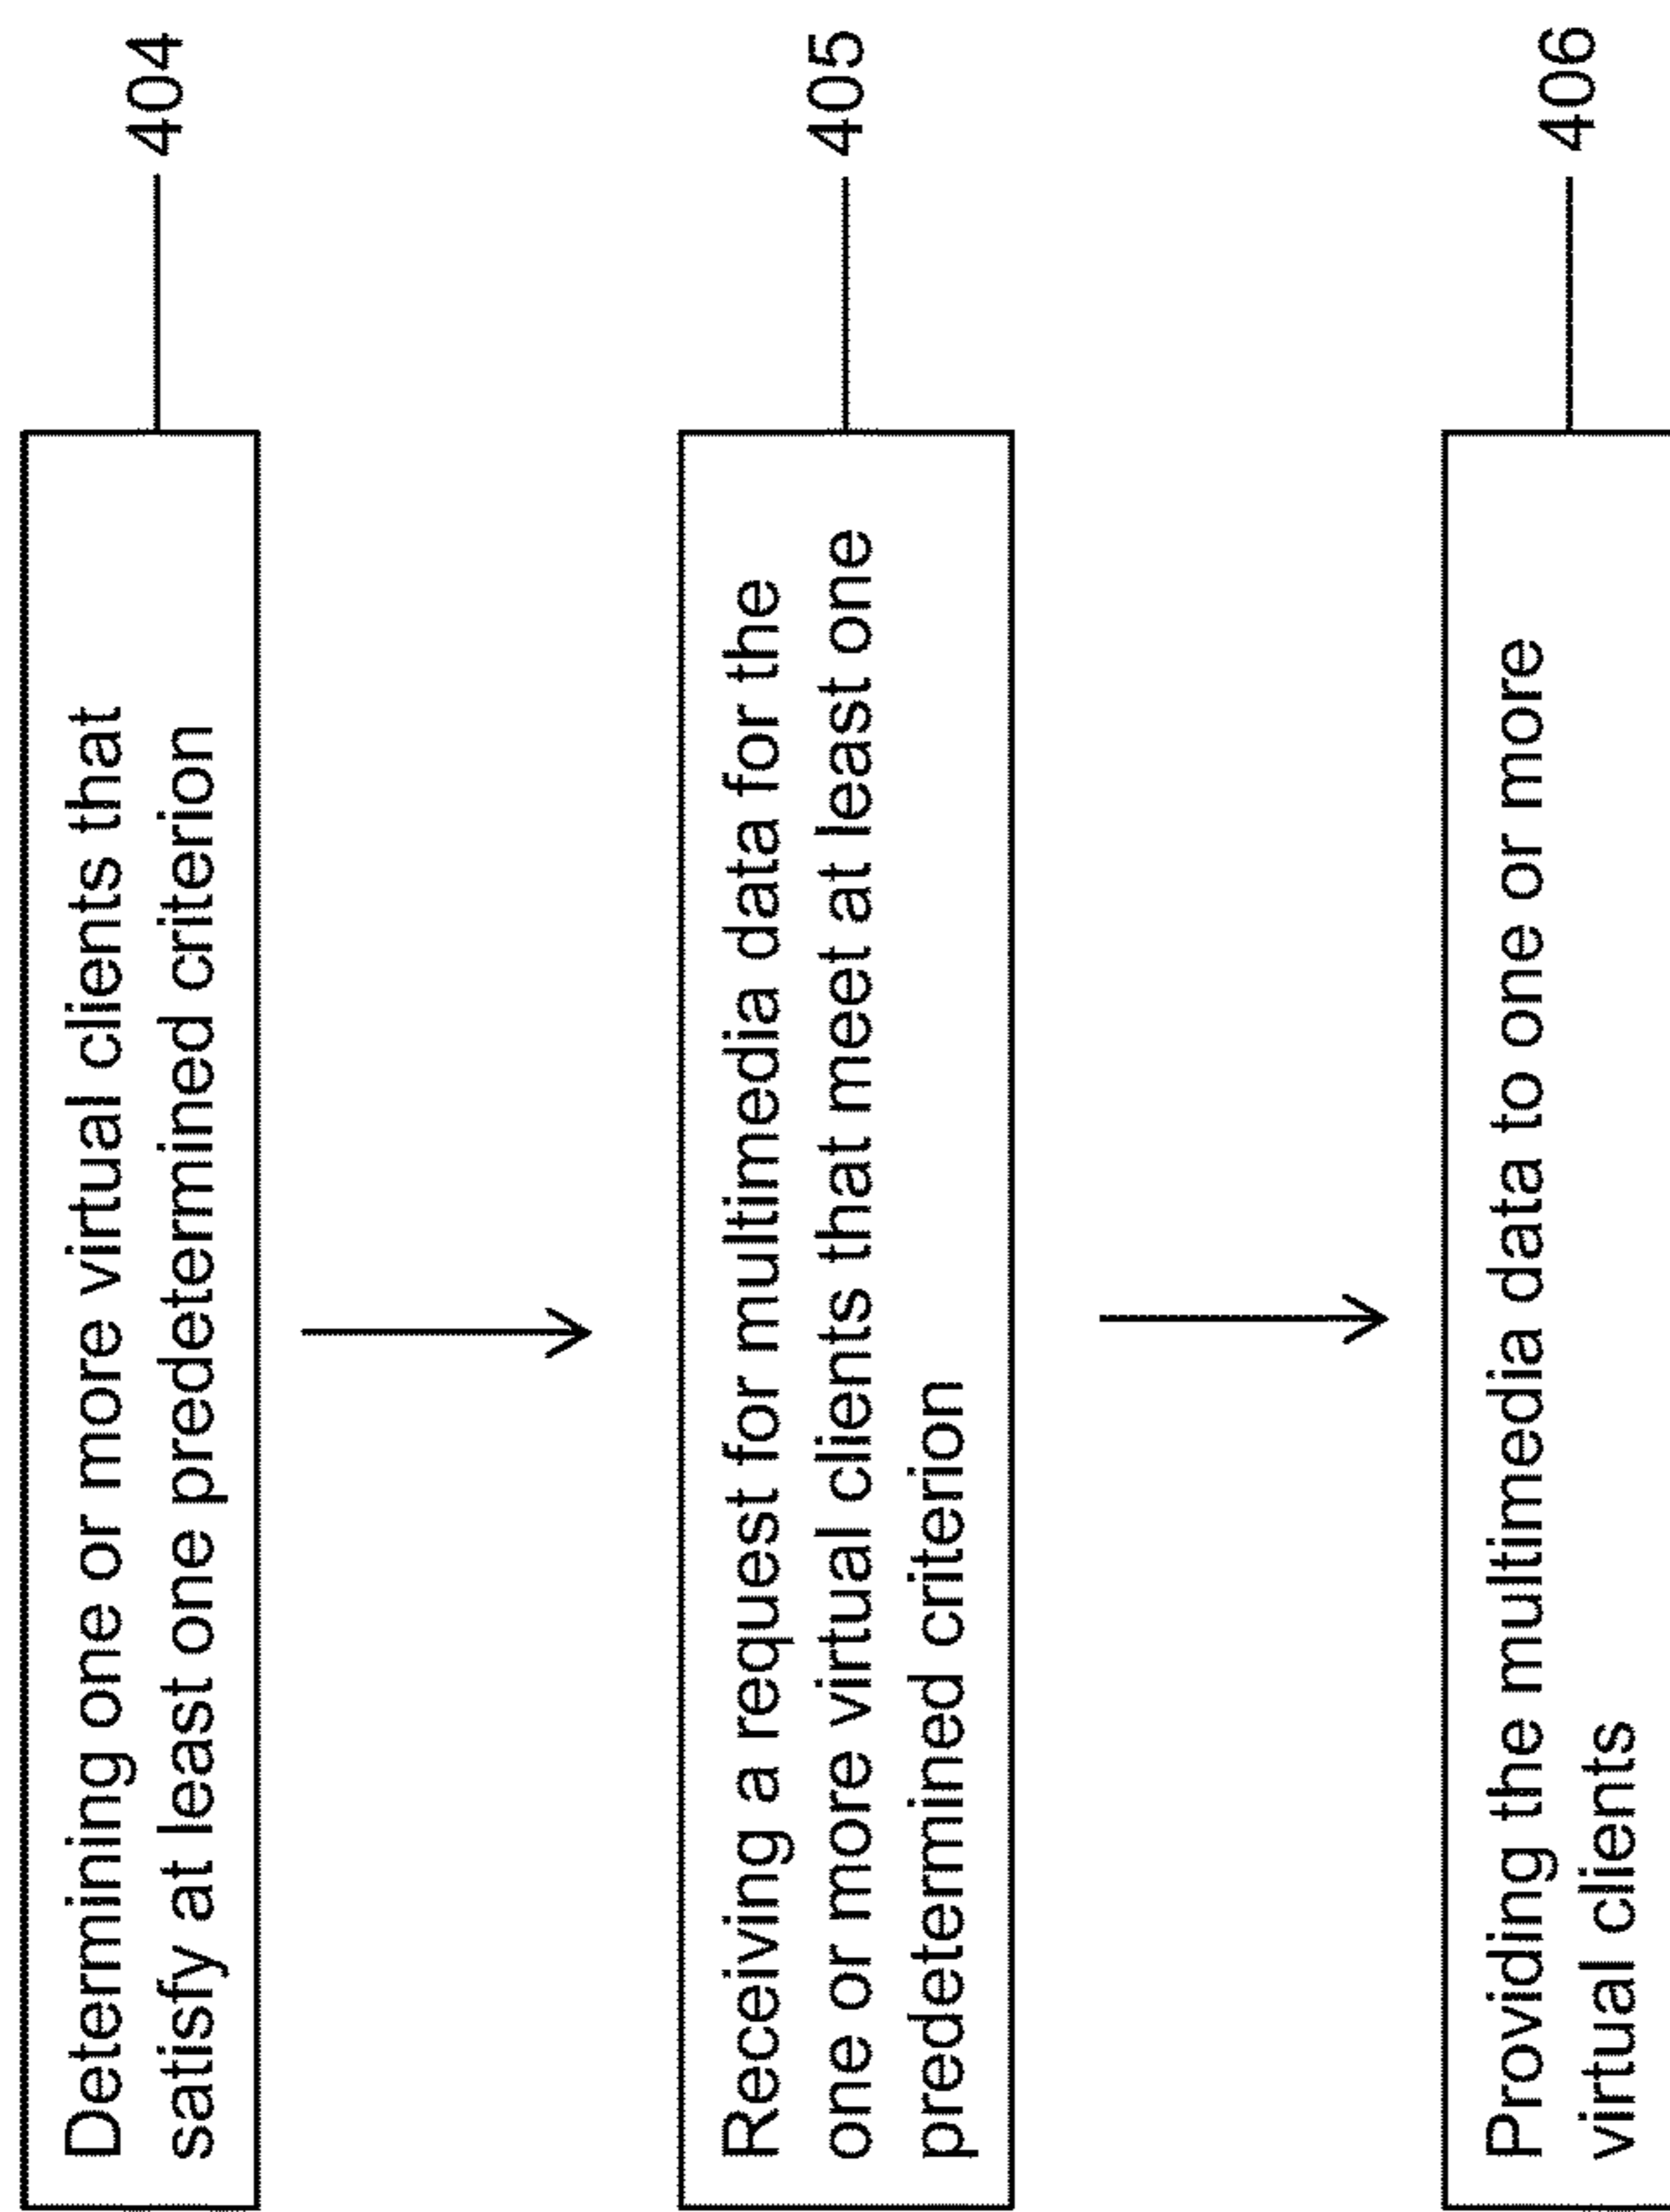 Determining one or more virtual clients that
satisfy at least one predetermined criterion
404
Receiving a request for multimedia data for the
one or more virtual clients that meet at least one
predetermined criterion
405
Providing the multimedia data to one or more
virtual clients
406